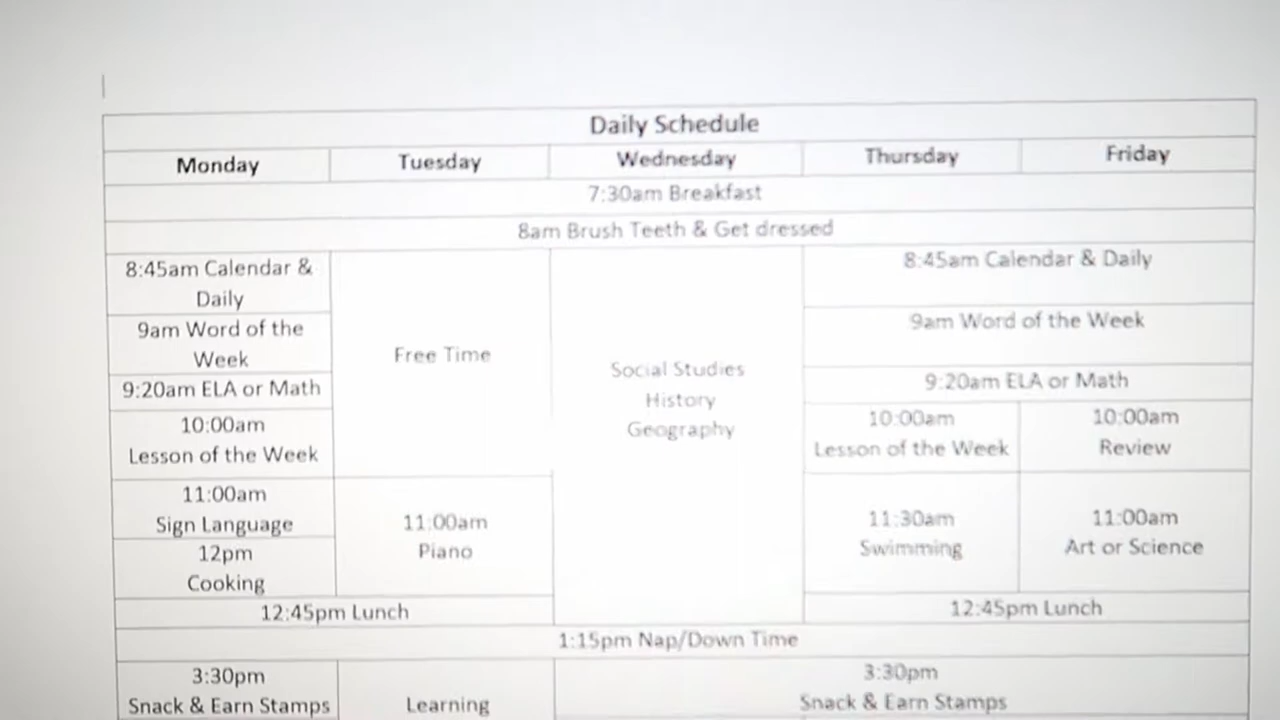 Daily Schedule
Monday Tuesday Wednesday Thursday Friday
7:30am Breakfast
8am Brush Teeth & Get dressed
8:45am Calendar &
Daily
9am Word of the
Week
9:20am ELA or Math
10:00am
Lesson of the Week
11:00am
Sign Language
12pm
Cooking
Free Time
11:00am
Piano
12:45pm Lunch
Social Studies
History
Geography
8:45am Calendar & Daily
9am Word of the Week
9:20am ELA or Math
10:00am
Lesson of the Week
10:00am
Review
11:30am
Swimming
11:00am
Art or Science
12:45pm Lunch
1:15pm Nap/Down Time
3:30pm
Snack & Earn Stamps
Learning
3:30pm
Snack & Earn Stamps